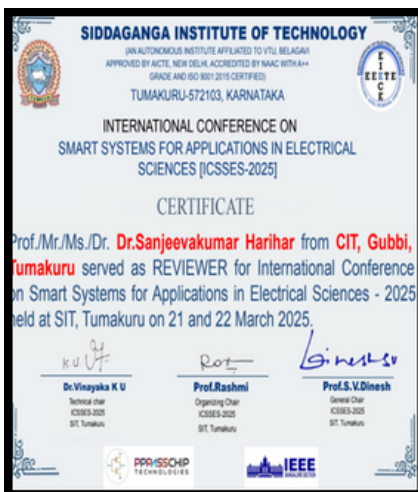 SIDDAGANGA INSTITUTE OF TECHNOLOGY
(AN AUTONOMOUS INSTITUTE AFFILIATED TO VTU, BELAGAVI
APPROVED BY AICTE, NEW DELHI, ACCREDITED BY NAAC WITH A++
GRADE AND ISO 9001:2015 CERTIFIED)
TUMAKURU-572103, KARNATAKA
INTERNATIONAL CONFERENCE ON
SMART SYSTEMS FOR APPLICATIONS IN ELECTRICAL
SCIENCES [ICSSES-2025]
CERTIFICATE
Prof./Mr./Ms./Dr. Dr.Sanjeevakumar Harihar from CIT, Gubbi,
Tumakuru served as REVIEWER for International Conference
on Smart Systems for Applications in Electrical Sciences - 2025
held at SIT, Tumakuru on 21 and 22 March 2025.
Dr.Vinayaka K U
Technical chair
ICSSES-2025
SIT, Tumakuru
Prof.Rashmi
Organizing Chair
ICSSES-2025
SIT, Tumakuru
Prof.S.V.Dinesh
General Chair
ICSSES-2025
SIT, Tumakuru
TECHNOLOGIES
IEEE
BANGALORE SECTION